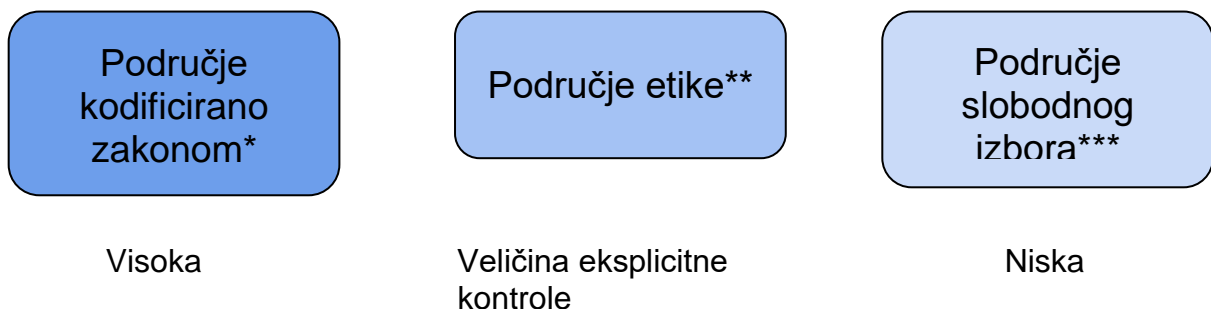 Područje
kodificirano
zakonom*
Područje etike**
Područje
slobodnog
izbora***
Visoka
Veličina eksplicitne
kontrole
Niska